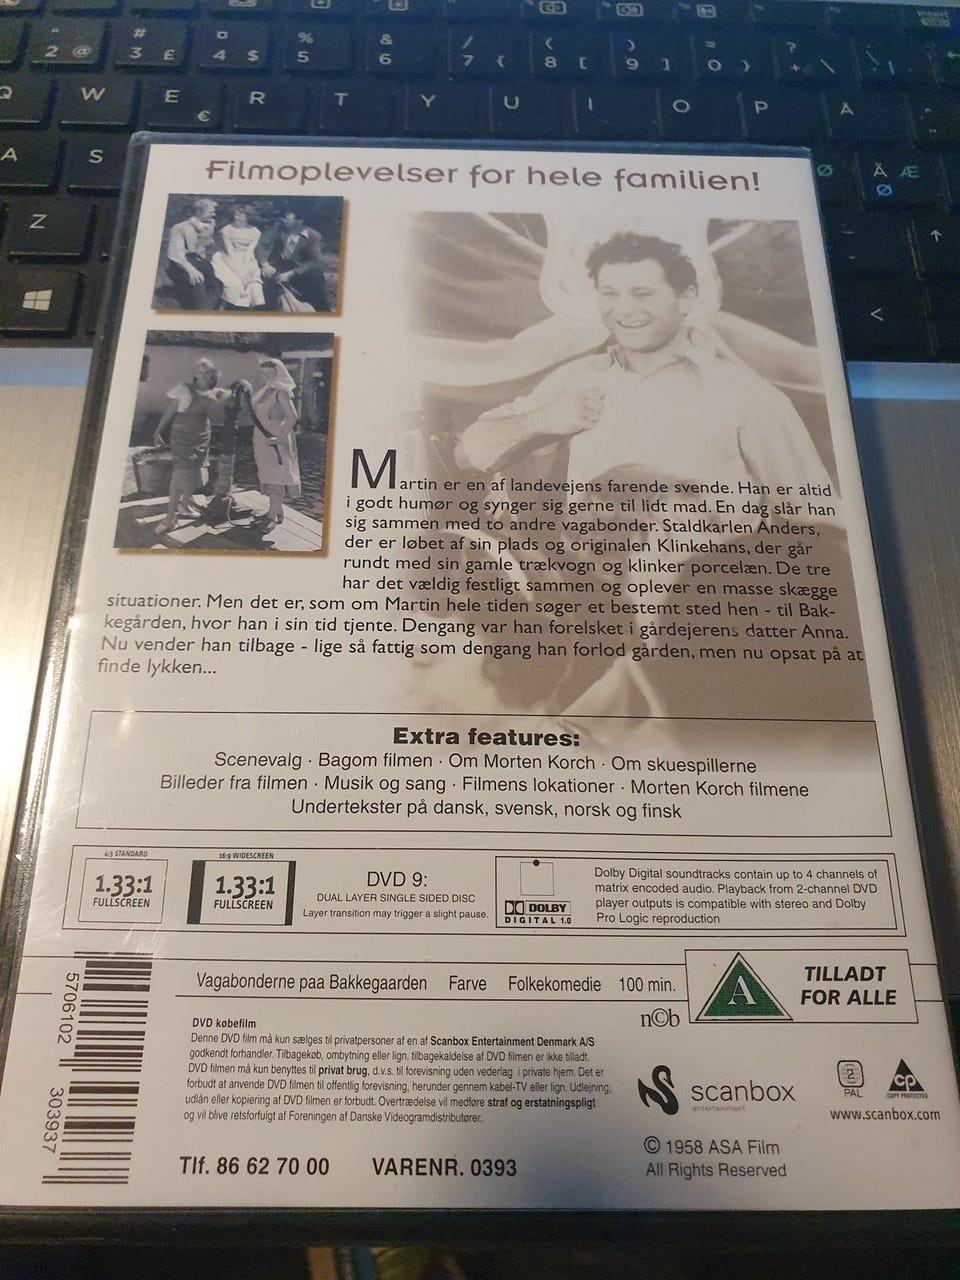 " 2 @ # 3 £ ¤ 4 $ % 5 & 6 / 7 { ( 8 [ ) 9 ] = 0 } ? + \
Q W E € R T Y U I O P Å
A S Ø Ä Æ Ø
Z
<
Filmoplevelser for hele familien!
Martin er en af landevejens farende svende. Han er altid
i godt humør og synger sig gerne til lidt mad. En dag slår han
sig sammen med to andre vagabonder. Staldkarlen Anders,
der er løbet af sin plads og originalen Klinkehans, der går
rundt med sin gamle trækvogn og klinker porcelæn. De tre
har det vældig festligt sammen og oplever en masse skægge
situationer. Men det er, som om Martin hele tiden søger et bestemt sted hen - til Bak-
kegården, hvor han i sin tid tjente. Dengang var han forelsket i gårdejerens datter Anna.
Nu vender han tilbage - lige så fattig som dengang han forlod gården, men nu opsat på at
finde lykken...
Extra features:
Scenevalg · Bagom filmen · Om Morten Korch · Om skuespillerne
Billeder fra filmen · Musik og sang · Filmens lokationer · Morten Korch filmene
Undertekster på dansk, svensk, norsk og finsk
4/3 STANDARD
1.33:1
FULLSCREEN
16:9 WIDESCREEN
1.33:1
FULLSCREEN
DVD 9:
DUAL LAYER SINGLE SIDED DISC
Layer transition may trigger a slight pause.
DOLBY
DIGITAL 1.0
Dolby Digital soundtracks contain up to 4 channels of
matrix encoded audio. Playback from 2-channel DVD
player outputs is compatible with stereo and Dolby
Pro Logic reproduction
5706102 303937
Vagabonderne paa Bakkegaarden Farve Folkekomedie 100 min.
A
TILLADT
FOR ALLE
n©b
DVD købefilm
Denne DVD film må kun sælges til privatpersoner af en af Scanbox Entertainment Denmark A/S
godkendt forhandler. Tilbagekøb, ombytning eller lign. tilbagekaldelse af DVD filmen er ikke tilladt.
DVD filmen må kun benyttes til privat brug, d.v.s. til forevisning uden vederlag i private hjem. Det er
forbudt at anvende DVD filmen til offentlig forevisning, herunder gennem kabel-TV eller lign. Udlejning,
udlån eller kopiering af DVD filmen er forbudt. Overtrædelse vil medføre straf og erstatningspligt
og vil blive retsforfulgt af Foreningen af Danske Videogramdistributører.
scanbox
entertainment
2
PAL
CP
COPY PROTECTED
www.scanbox.com
© 1958 ASA Film
All Rights Reserved
Tlf. 86 62 70 00 VARENR. 0393